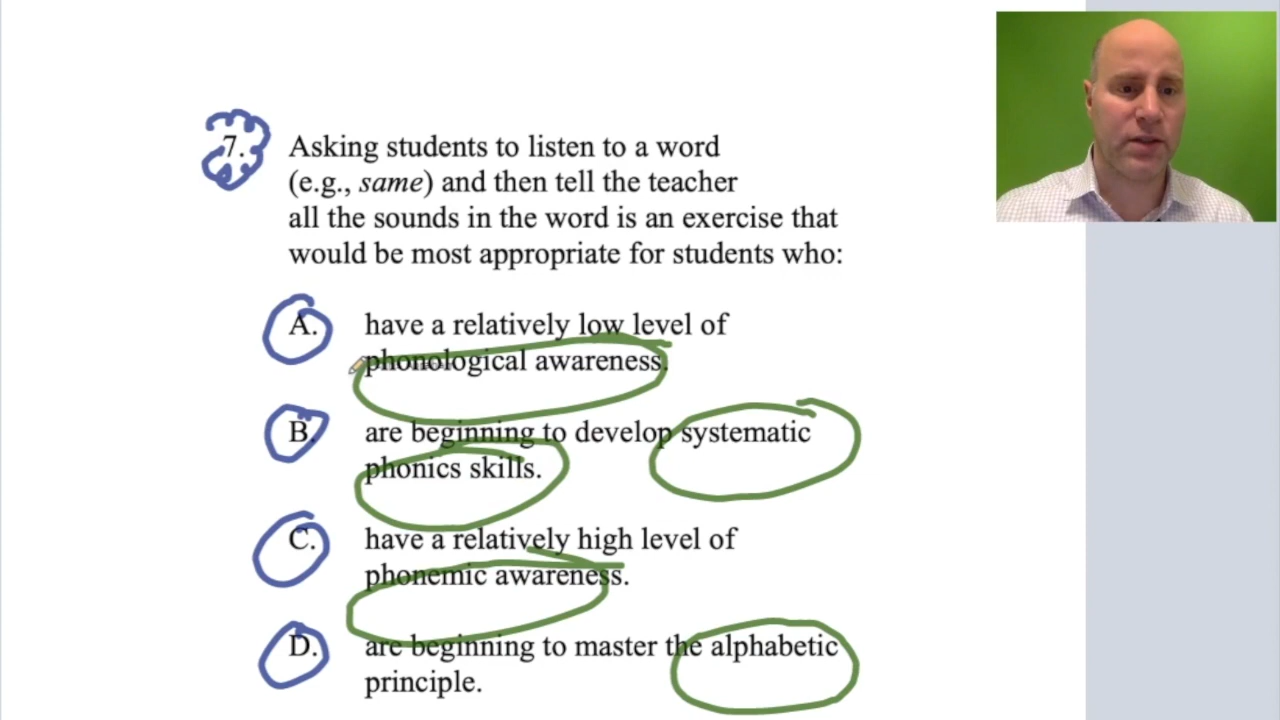 7. Asking students to listen to a word
(e.g., same) and then tell the teacher
all the sounds in the word is an exercise that
would be most appropriate for students who:
A. have a relatively low level of
phonological awareness.
B. are beginning to develop systematic
phonics skills.
C. have a relatively high level of
phonemic awareness.
D. are beginning to master the alphabetic
principle.